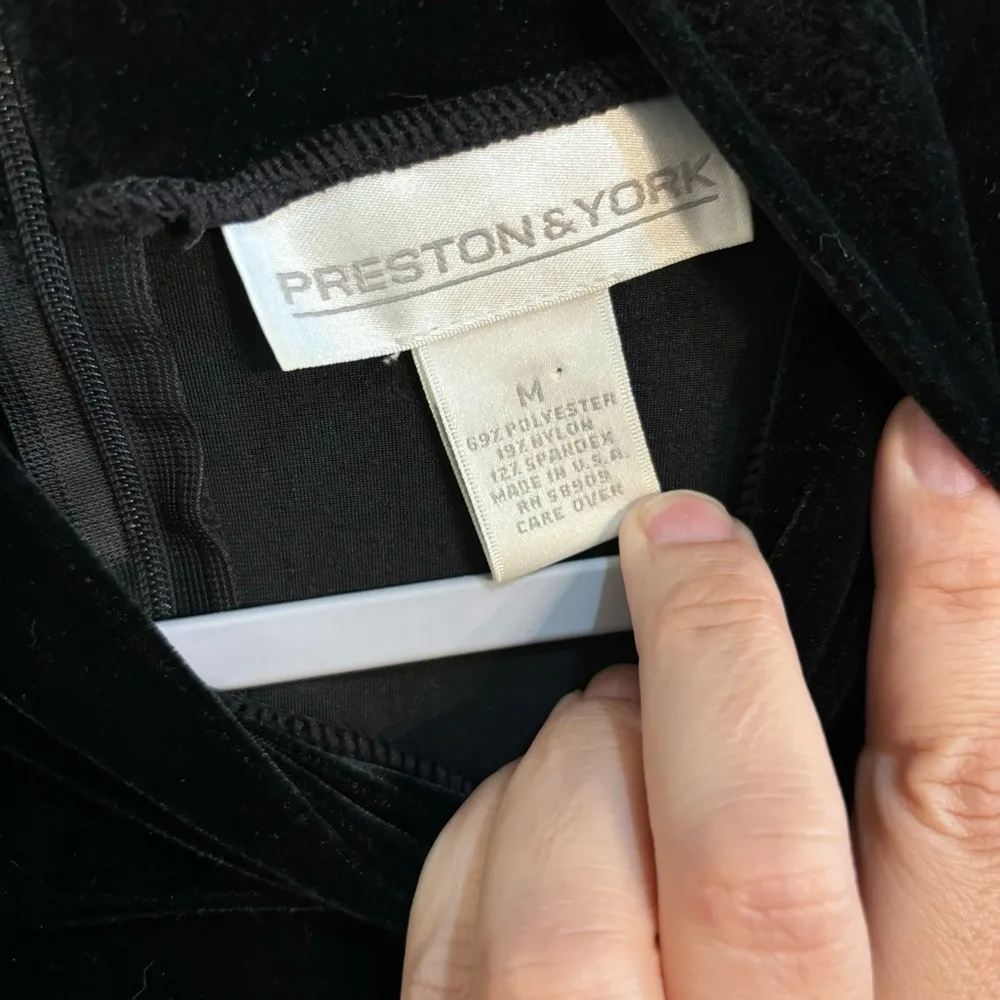 PRESTON & YORK
M
69% POLYESTER
19% NYLON
12% SPANDEX
MADE IN U.S.A.
RN 58909
CARE OVER